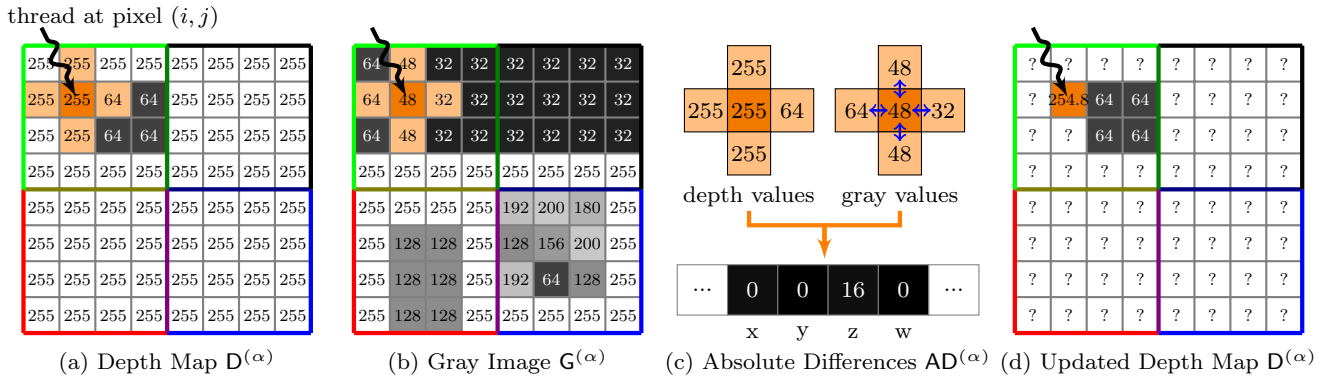 thread at pixel (i, j)
255 255 255 255 255 255 255 255
255 255 64 64 255 255 255 255
255 255 64 64 255 255 255 255
255 255 255 255 255 255 255 255
255 255 255 255 255 255 255 255
255 255 255 255 255 255 255 255
255 255 255 255 255 255 255 255
255 255 255 255 255 255 255 255
(a) Depth Map D(α)
64 48 32 32 32 32 32 32
64 48 32 32 32 32 32 32
64 48 32 32 32 32 32 32
255 255 255 255 255 255 255 255
255 255 255 255 192 200 180 255
255 128 128 255 128 156 200 255
255 128 128 255 192 64 128 255
255 128 128 255 255 255 255 255
(b) Gray Image G(α)
255
255 255 64
255
depth values
48
64 48 32
48
gray values
... 0 0 16 0 ...
x y z w
(c) Absolute Differences AD(α)
? ? ? ? ? ? ? ?
? 254.8 64 64 ? ? ? ?
? ? 64 64 ? ? ? ?
? ? ? ? ? ? ? ?
? ? ? ? ? ? ? ?
? ? ? ? ? ? ? ?
? ? ? ? ? ? ? ?
? ? ? ? ? ? ? ?
(d) Updated Depth Map D(α)